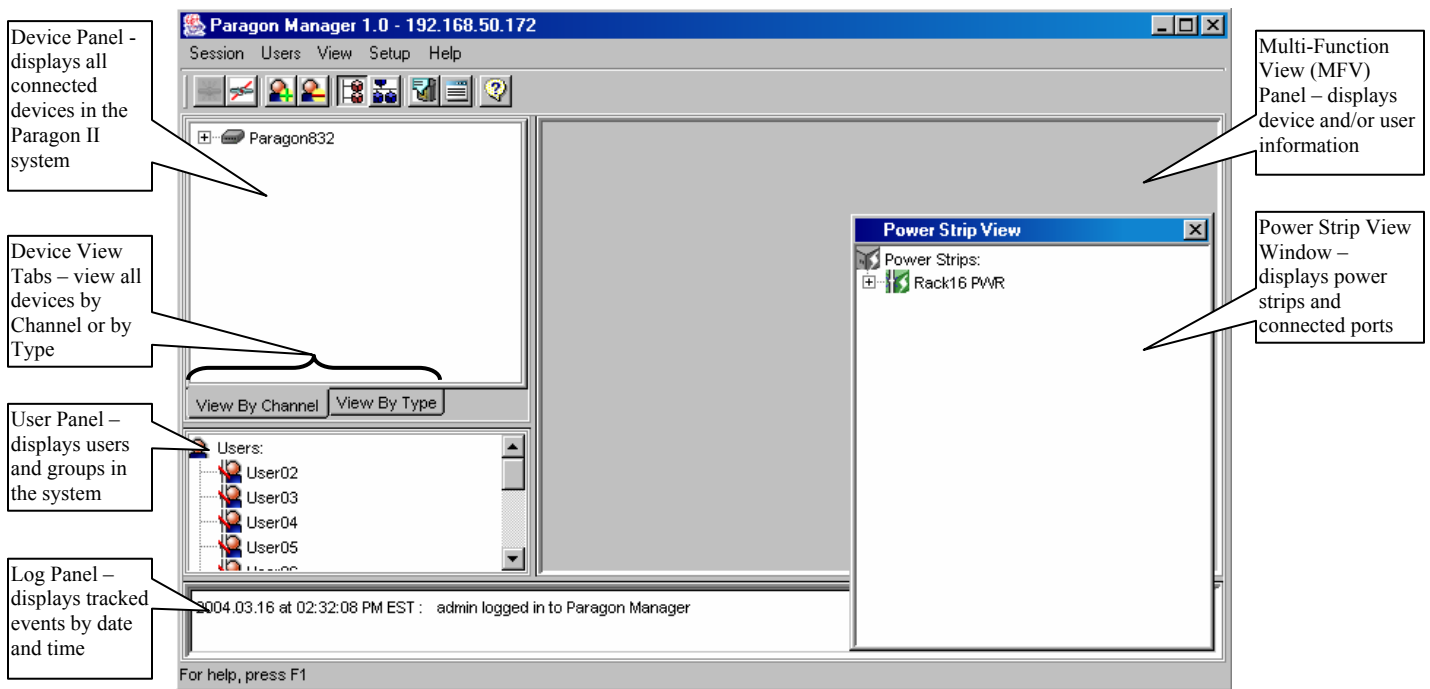 Device Panel -
displays all
connected
devices in the
Paragon II
system
Device View
Tabs – view all
devices by
Channel or by
Type
User Panel –
displays users
and groups in
the system
Log Panel –
displays tracked
events by date
and time
Paragon Manager 1.0 - 192.168.50.172
Session Users View Setup Help
Paragon832
View By Channel View By Type
Users:
User02
User03
User04
User05
2004.03.16 at 02:32:08 PM EST : admin logged in to Paragon Manager
For help, press F1
Power Strip View
Power Strips:
Rack16 PWR
Multi-Function
View (MFV)
Panel – displays
device and/or user
information
Power Strip View
Window –
displays power
strips and
connected ports